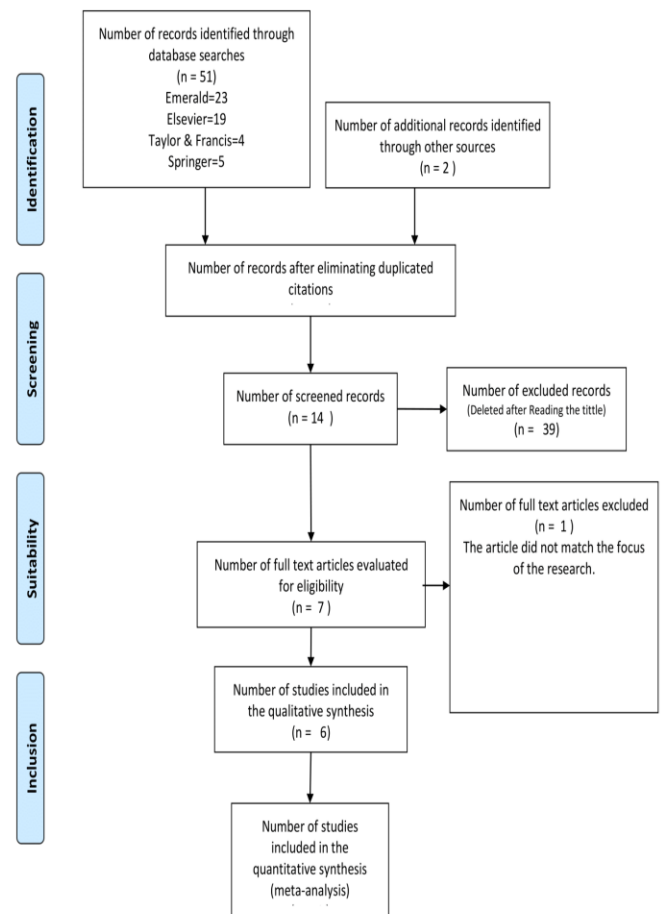 Identification
Number of records identified through
database searches
(n = 51)
Emerald=23
Elsevier=19
Taylor & Francis=4
Springer=5
Number of additional records identified
through other sources
(n = 2 )
Number of records after eliminating duplicated
citations
Screening
Number of screened records
(n = 14 )
Number of excluded records
(Deleted after Reading the tittle)
(n = 39)
Suitability
Number of full text articles evaluated
for eligibility
(n = 7 )
Number of full text articles excluded
(n = 1 )
The article did not match the focus
of the research.
Inclusion
Number of studies included in
the qualitative synthesis
(n = 6)
Number of studies
included in the
quantitative synthesis
(meta-analysis)